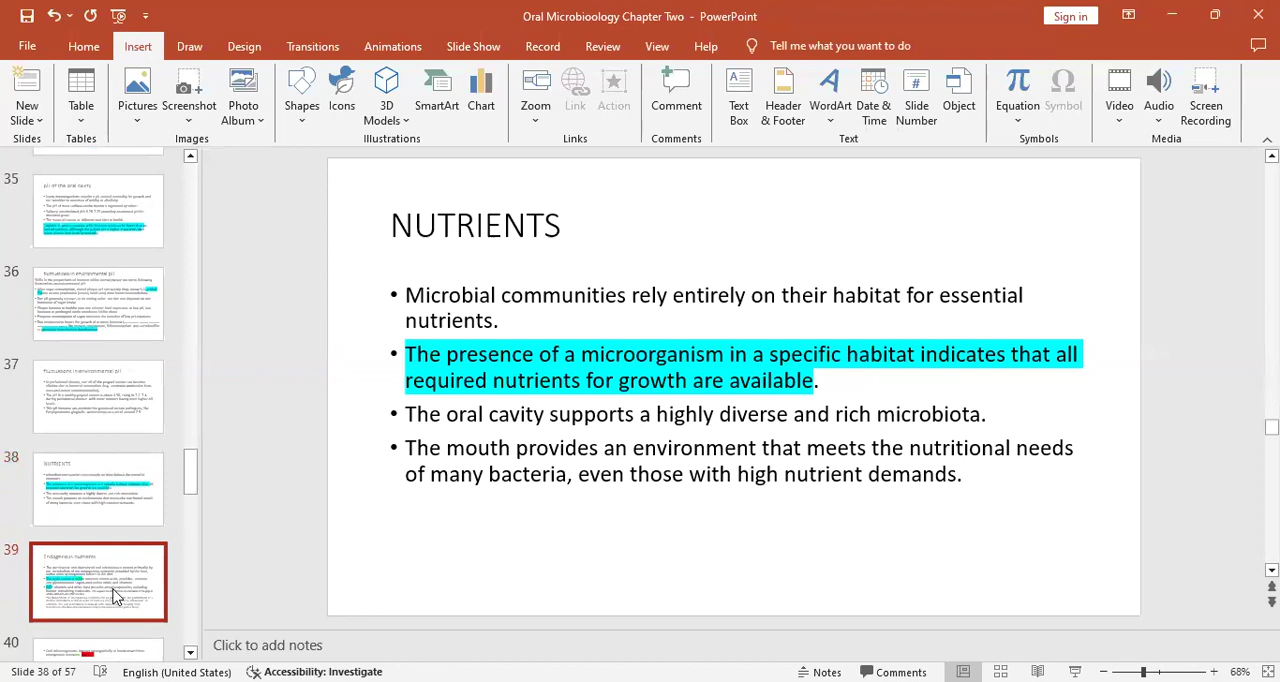 Oral Microbioology Chapter Two - PowerPoint
Sign in
File Home Insert Draw Design Transitions Animations Slide Show Record Review View Help Tell me what you want to do
New Slide
Table
Pictures
Screenshot
Photo Album
Shapes
Icons
3D Models
SmartArt
Chart
Zoom
Link
Action
Comment
Text Box
Header & Footer
WordArt
Date & Time
Slide Number
Object
Equation
Symbol
Video
Audio
Screen Recording
Slides Tables Images Illustrations Links Comments Text Symbols Media
35
36
37
38
NUTRIENTS
39
Endogenous nutrients
40
NUTRIENTS
• Microbial communities rely entirely on their habitat for essential
nutrients.
• The presence of a microorganism in a specific habitat indicates that all
required nutrients for growth are available.
• The oral cavity supports a highly diverse and rich microbiota.
• The mouth provides an environment that meets the nutritional needs
of many bacteria, even those with high nutrient demands.
Click to add notes
Slide 38 of 57 English (United States) Accessibility: Investigate Notes Comments 68%